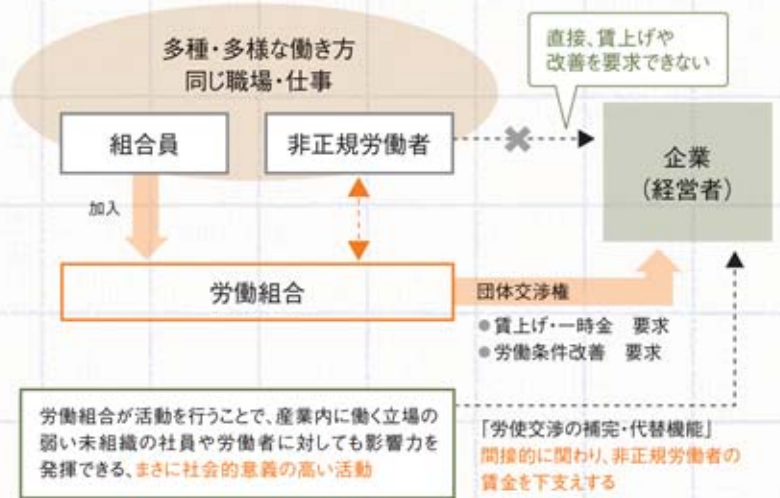 多種・多様な働き方
同じ職場・仕事
直接、賃上げや
改善を要求できない
組合員
非正規労働者
企業
（経営者）
加入
労働組合
団体交渉権
●賃上げ・一時金　要求
●労働条件改善　要求
労働組合が活動を行うことで、産業内に働く立場の
弱い未組織の社員や労働者に対しても影響力を
発揮できる、まさに社会的意義の高い活動
「労使交渉の補完・代替機能」
間接的に関わり、非正規労働者の
賃金を下支えする